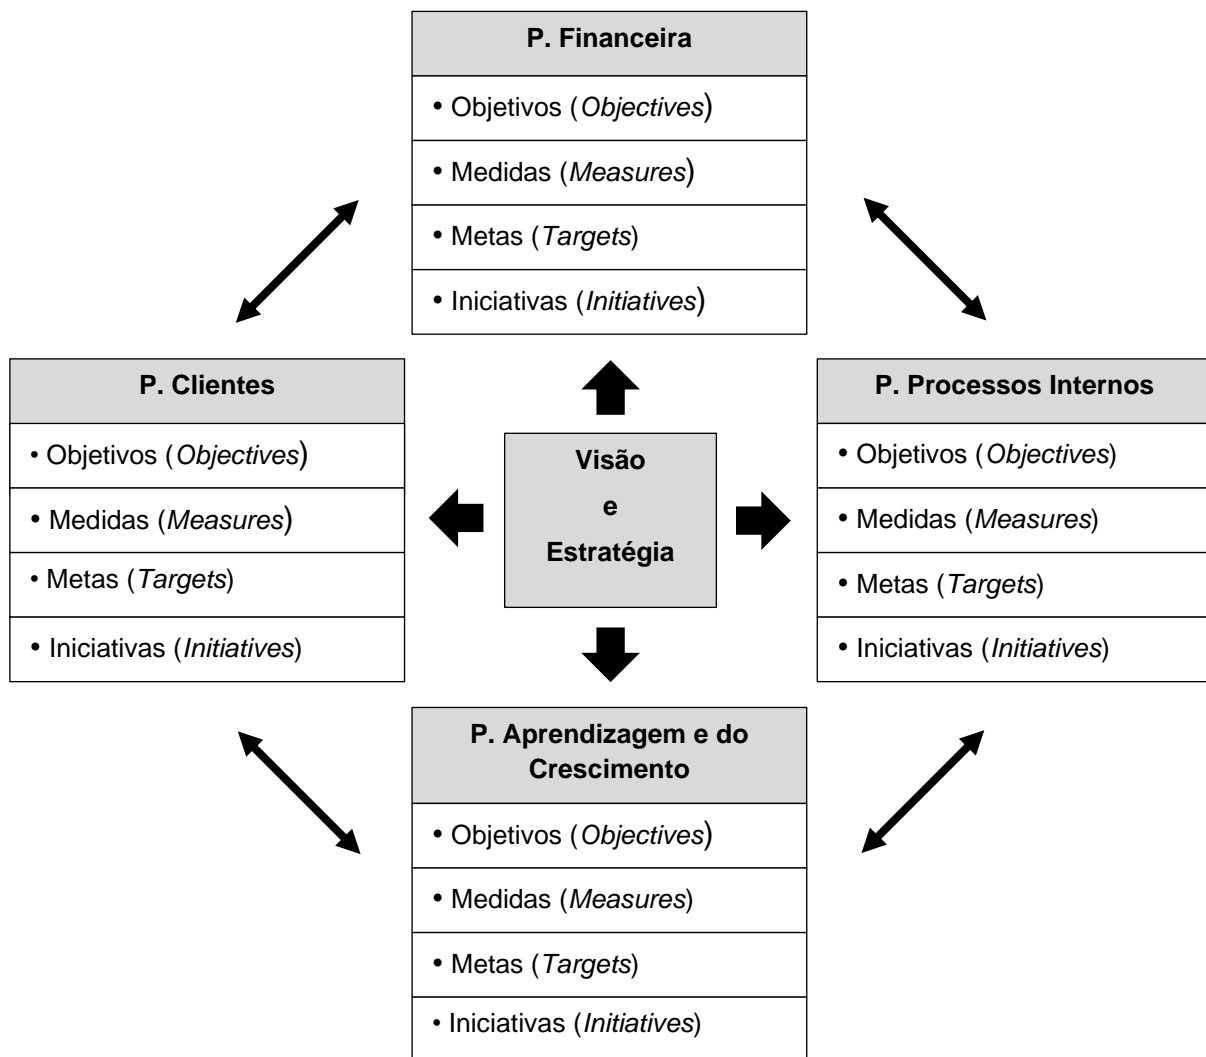 P. Financeira
• Objetivos (Objectives)
• Medidas (Measures)
• Metas (Targets)
• Iniciativas (Initiatives)
P. Clientes
• Objetivos (Objectives)
• Medidas (Measures)
• Metas (Targets)
• Iniciativas (Initiatives)
Visão
e
Estratégia
P. Processos Internos
• Objetivos (Objectives)
• Medidas (Measures)
• Metas (Targets)
• Iniciativas (Initiatives)
P. Aprendizagem e do
Crescimento
• Objetivos (Objectives)
• Medidas (Measures)
• Metas (Targets)
• Iniciativas (Initiatives)